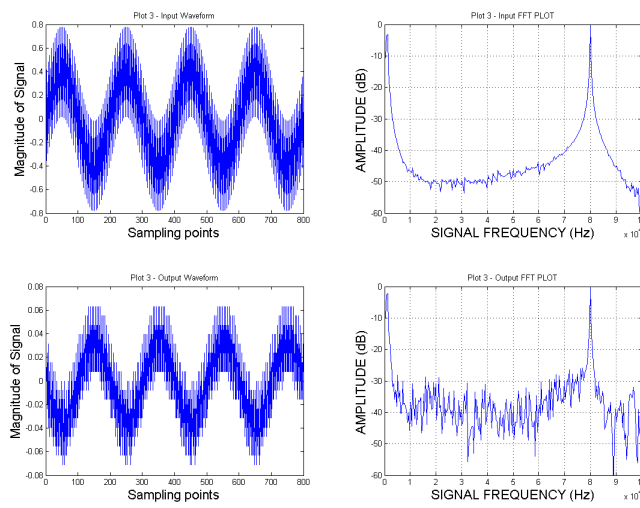 Plot 3 - Input Waveform
Magnitude of Signal
0.8
0.6
0.4
0.2
0
-0.2
-0.4
-0.6
-0.8
0 100 200 300 400 500 600 700 800
Sampling points
Plot 3 - Input FFT PLOT
AMPLITUDE (dB)
0
-10
-20
-30
-40
-50
-60
0 1 2 3 4 5 6 7 8 9
SIGNAL FREQUENCY (Hz)
Plot 3 - Output Waveform
Magnitude of Signal
0.08
0.06
0.04
0.02
0
-0.02
-0.04
-0.06
-0.08
0 100 200 300 400 500 600 700 800
Sampling points
Plot 3 - Output FFT PLOT
AMPLITUDE (dB)
0
-10
-20
-30
-40
-50
-60
0 1 2 3 4 5 6 7 8 9
SIGNAL FREQUENCY (Hz)